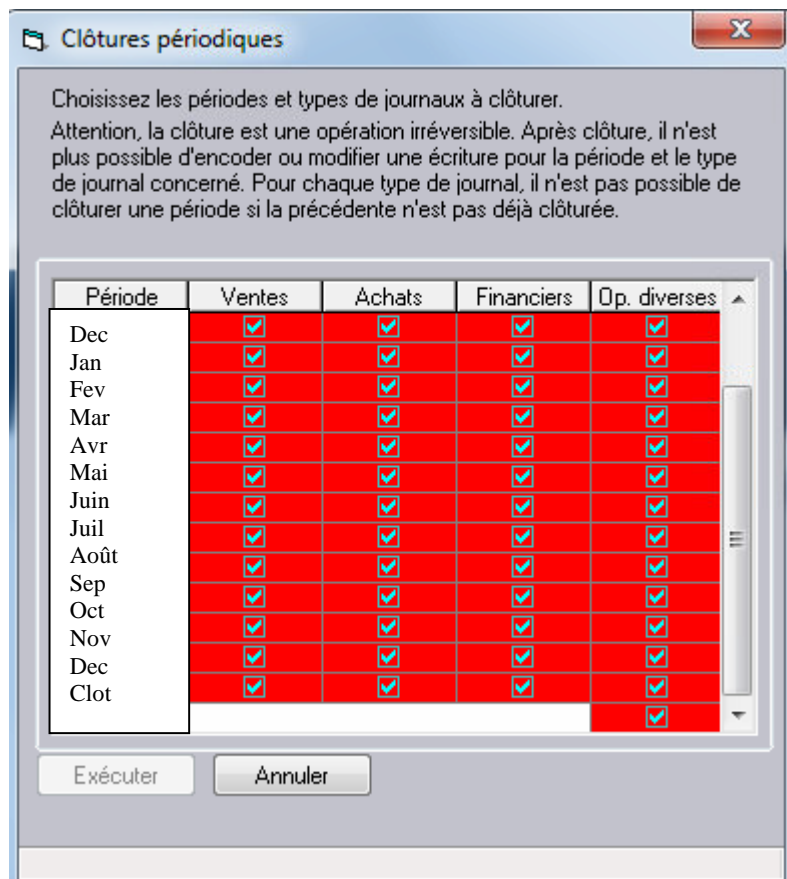 Clôtures périodiques
Choisissez les périodes et types de journaux à clôturer.
Attention, la clôture est une opération irréversible. Après clôture, il n'est
plus possible d'encoder ou modifier une écriture pour la période et le type
de journal concerné. Pour chaque type de journal, il n'est pas possible de
clôturer une période si la précédente n'est pas déjà clôturée.
Période Ventes Achats Financiers Op. diverses
Dec
Jan
Fev
Mar
Avr
Mai
Juin
Juil
Août
Sep
Oct
Nov
Dec
Clot
Exécuter Annuler